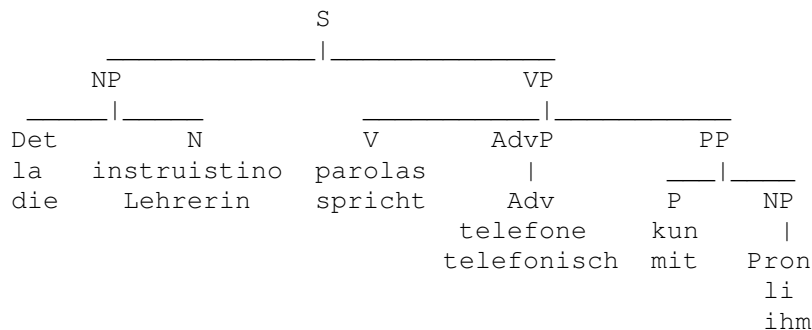 S
NP VP
Det N V AdvP PP
la instruistino parolas
die Lehrerin spricht Adv P NP
telefone kun
telefonisch mit Pron
li
ihm